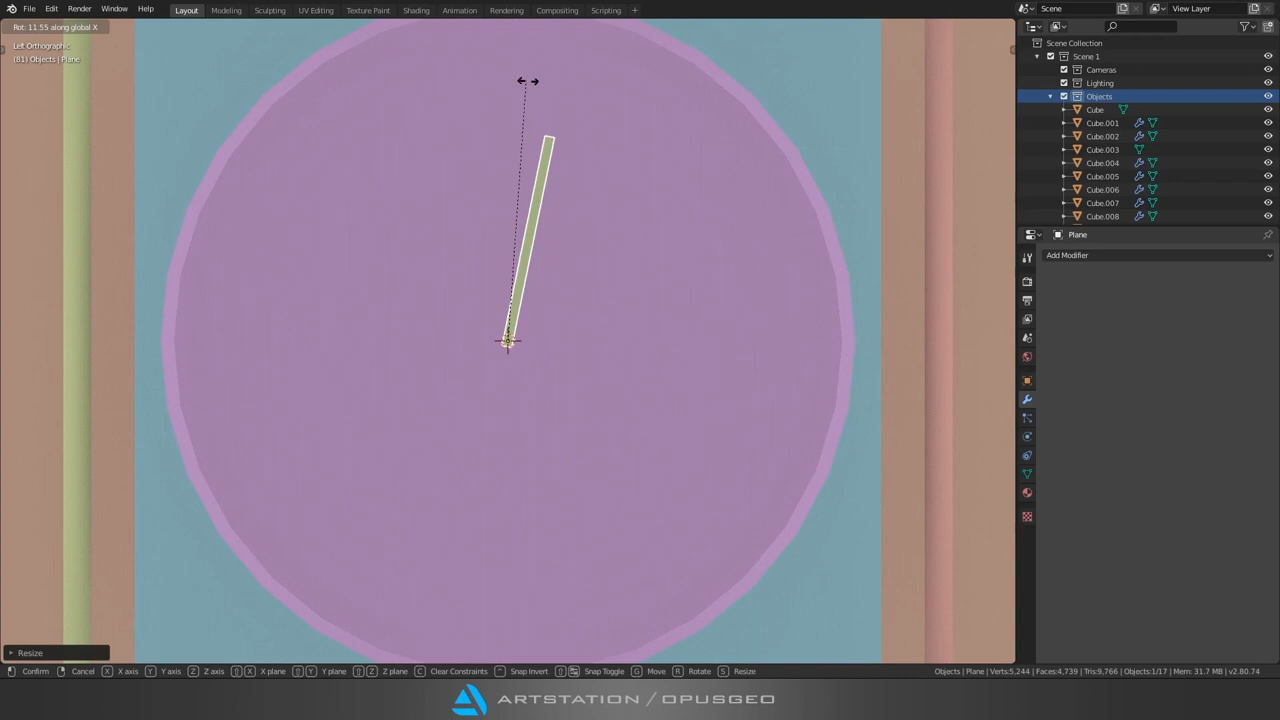 File Edit Render Window Help Layout Modeling Sculpting UV Editing Texture Paint Shading Animation Rendering Compositing Scripting + Scene View Layer
Rot: 11.55 along global X
Left Orthographic
(81) Objects | Plane
Scene Collection
Scene 1
Cameras
Lighting
Objects
Cube
Cube.001
Cube.002
Cube.003
Cube.004
Cube.005
Cube.006
Cube.007
Cube.008
Plane
Add Modifier
Resize
Confirm Cancel X X axis Y Y axis Z Z axis X X plane Y Y plane Z Z plane C Clear Constraints Snap Invert Snap Toggle G Move R Rotate S Resize Objects | Plane | Verts:5,244 | Faces:4,739 | Tris:9,766 | Objects:1/17 | Mem: 31.7 MB | v2.80.74
ARTSTATION / OPUSGEO